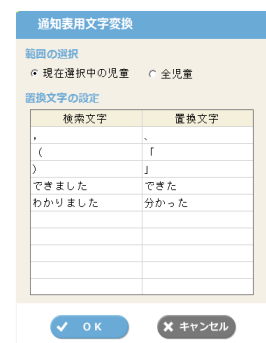 通知表用文字変換
範囲の選択
現在選択中の児童 全児童
置換文字の設定
検索文字 置換文字
， 、
（ 「
） 」
できました できた
わかりました 分かった
OK キャンセル